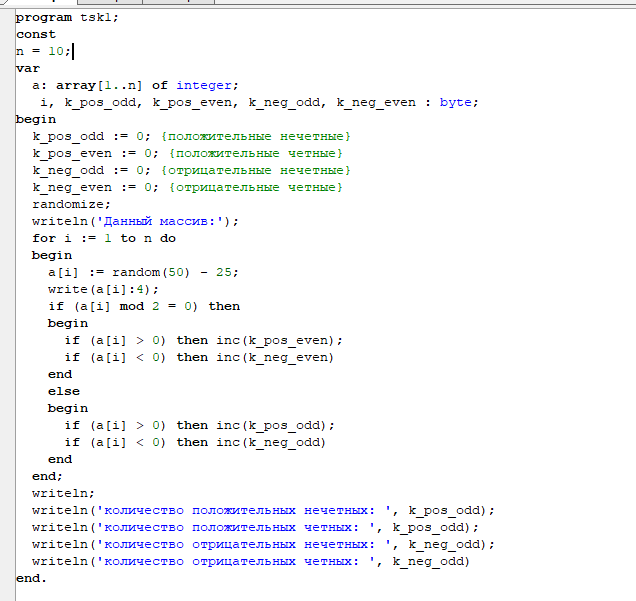 program tsk1;
const
n = 10;
var
  a: array[1..n] of integer;
   i, k_pos_odd, k_pos_even, k_neg_odd, k_neg_even : byte;
begin
  k_pos_odd := 0; {положительные нечетные}
  k_pos_even := 0; {положительные четные}
  k_neg_odd := 0; {отрицательные нечетные}
  k_neg_even := 0; {отрицательные четные}
  randomize;
  writeln('Данный массив:');
  for i := 1 to n do
  begin
    a[i] := random(50) - 25;
    write(a[i]:4);
    if (a[i] mod 2 = 0) then
    begin
      if (a[i] > 0) then inc(k_pos_even);
      if (a[i] < 0) then inc(k_neg_even)
    end
    else
    begin
      if (a[i] > 0) then inc(k_pos_odd);
      if (a[i] < 0) then inc(k_neg_odd)
    end
  end;
  writeln;
  writeln('количество положительных нечетных: ', k_pos_odd);
  writeln('количество положительных четных: ', k_pos_odd);
  writeln('количество отрицательных нечетных: ', k_neg_odd);
  writeln('количество отрицательных четных: ', k_neg_odd)
end.